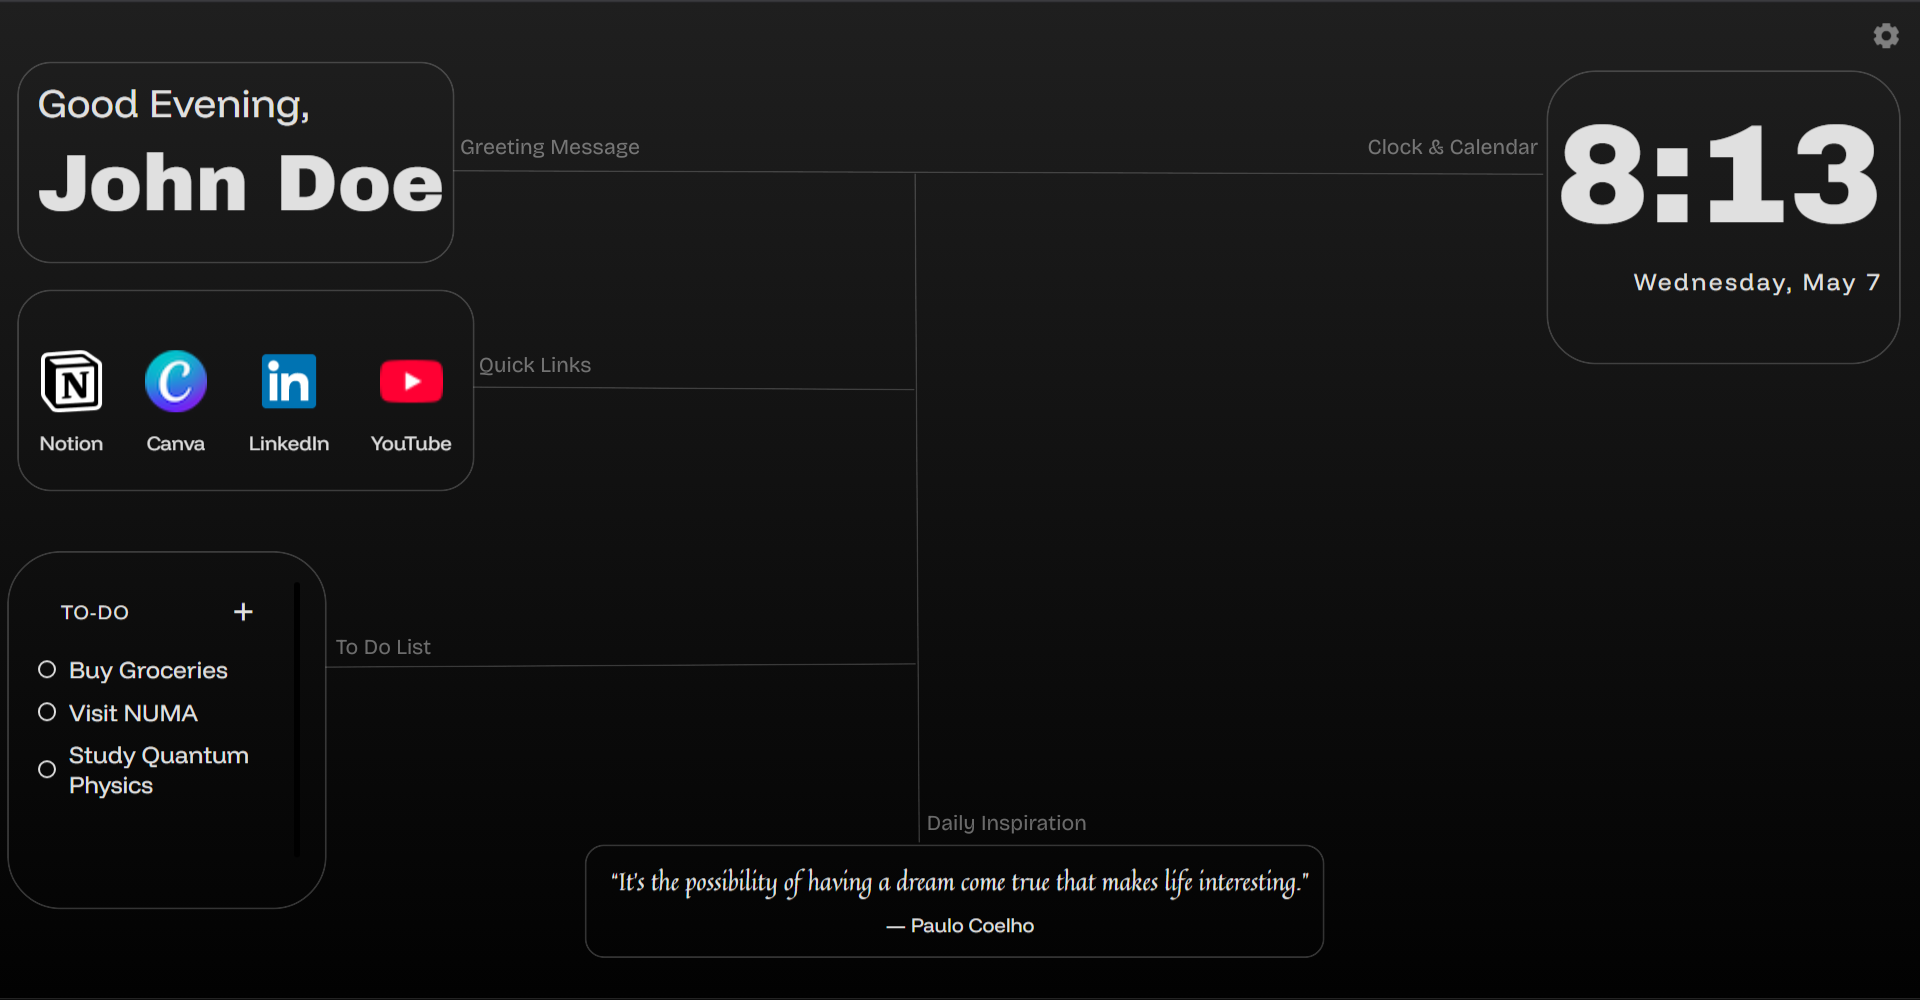 Good Evening,
John Doe
Greeting Message
Clock & Calendar
8:13
Wednesday, May 7
N
C
in
Notion
Canva
LinkedIn
YouTube
Quick Links
TO-DO
+
Buy Groceries
Visit NUMA
Study Quantum
Physics
To Do List
Daily Inspiration
"It's the possibility of having a dream come true that makes life interesting."
— Paulo Coelho